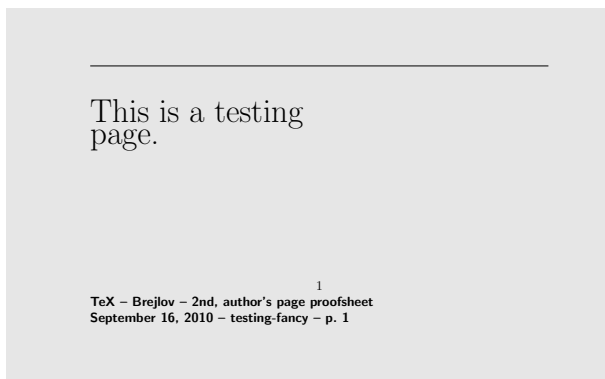 This is a testing
page.
1
TeX – Brejlov – 2nd, author's page proofsheet
September 16, 2010 – testing-fancy – p. 1